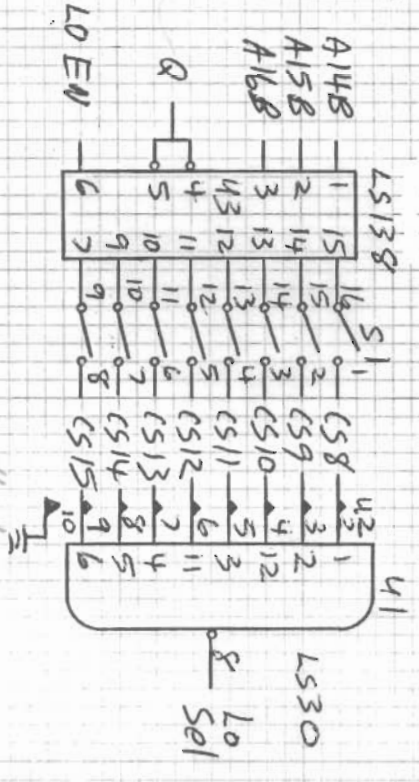 LS138 S1 41
A14B 1 15 16 1 CS8 42 2 1
A15B 2 14 15 2 CS9 3 2
LS30
A16B 3 13 14 3 CS10 4 12
43 12 13 4 CS11 5 3
4 11 12 5 CS12 6 11 8
Q
Lo
Sel
5 10 11 6 CS13 7 4
9 10 7 CS14 8 5
LO EN 6 7 9 8 CS15 9 6
10